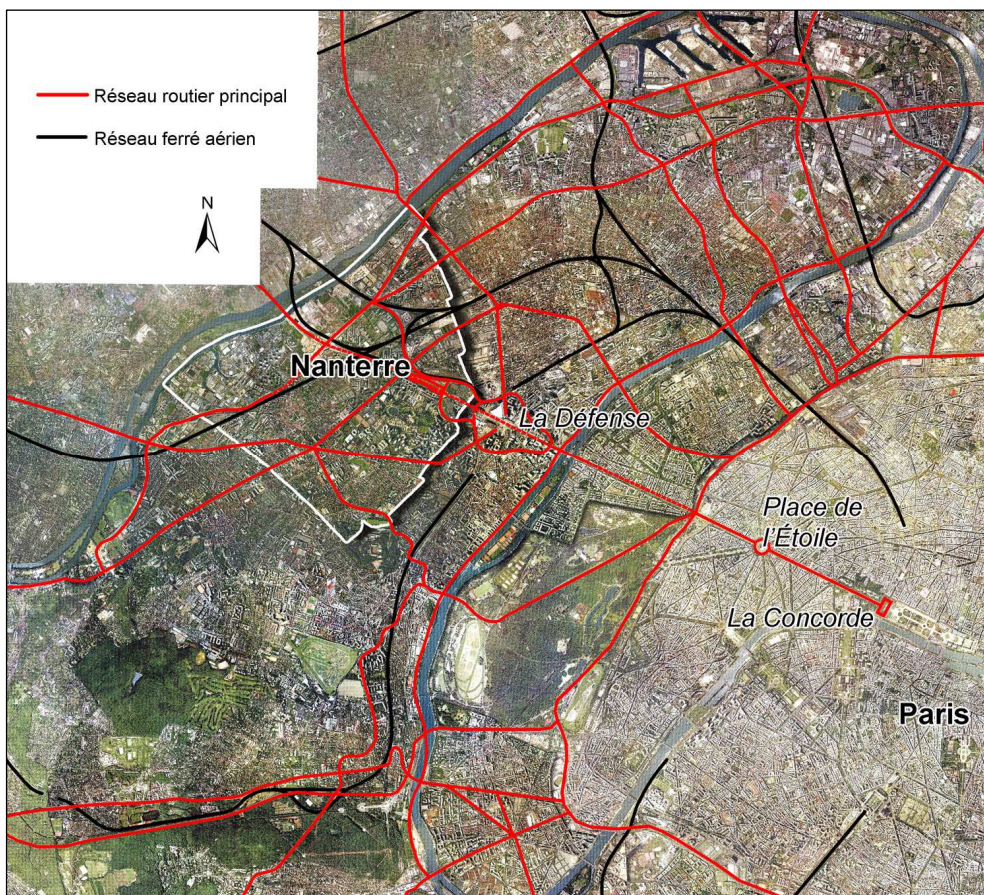 Réseau routier principal
Réseau ferré aérien
N
Nanterre
La Défense
Place de
l'Étoile
La Concorde
Paris